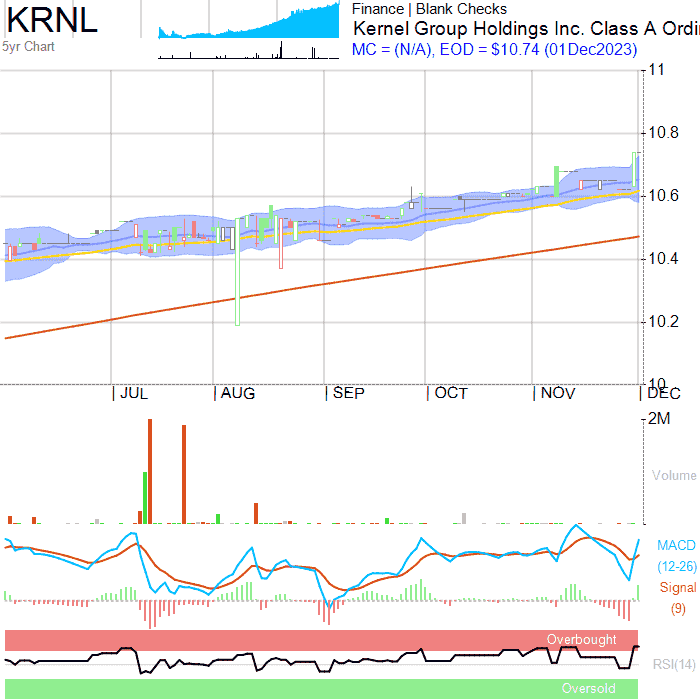 KRNL
5yr Chart
Finance | Blank Checks
Kernel Group Holdings Inc. Class A Ordi
MC = (N/A), EOD = $10.74 (01Dec2023)
11
10.8
10.6
10.4
10.2
10
JUL AUG SEP OCT NOV DEC
2M
Volume
MACD
(12-26)
Signal
(9)
Overbought
RSI(14)
Oversold